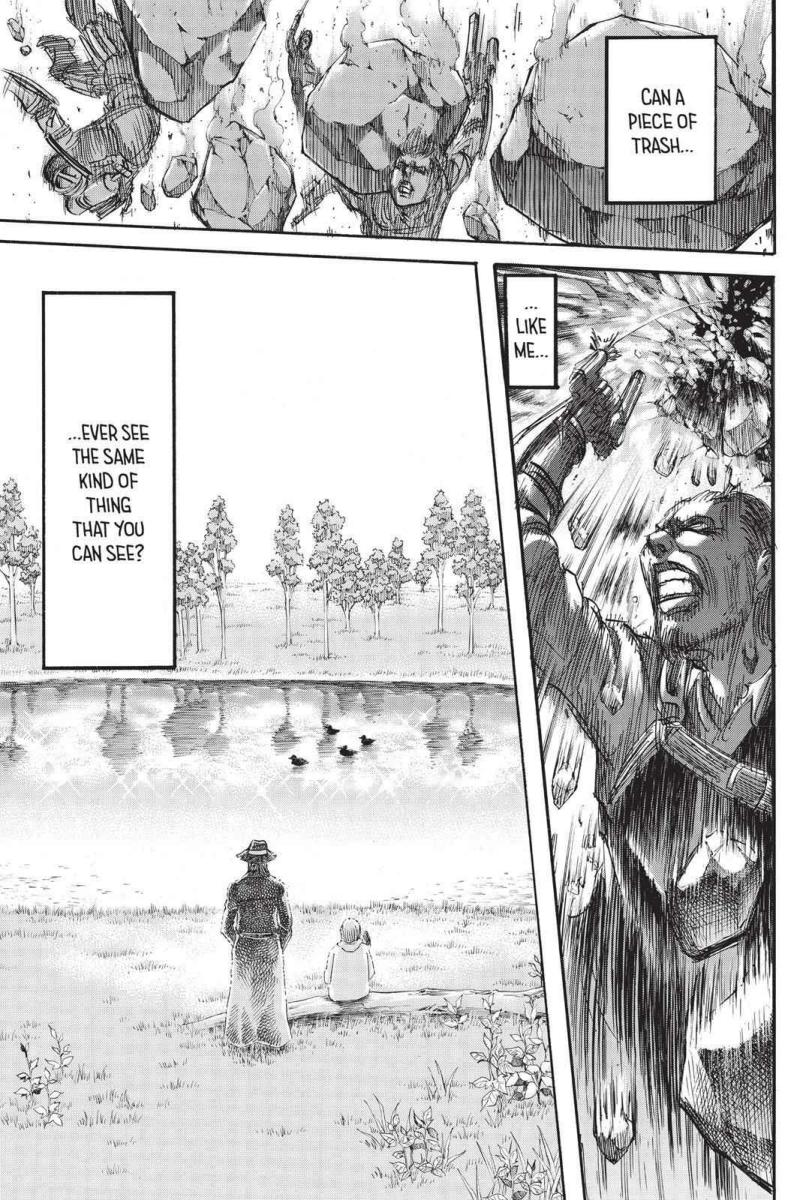 CAN A
PIECE OF
TRASH...
...
LIKE
ME...
...EVER SEE
THE SAME
KIND OF
THING
THAT YOU
CAN SEE?